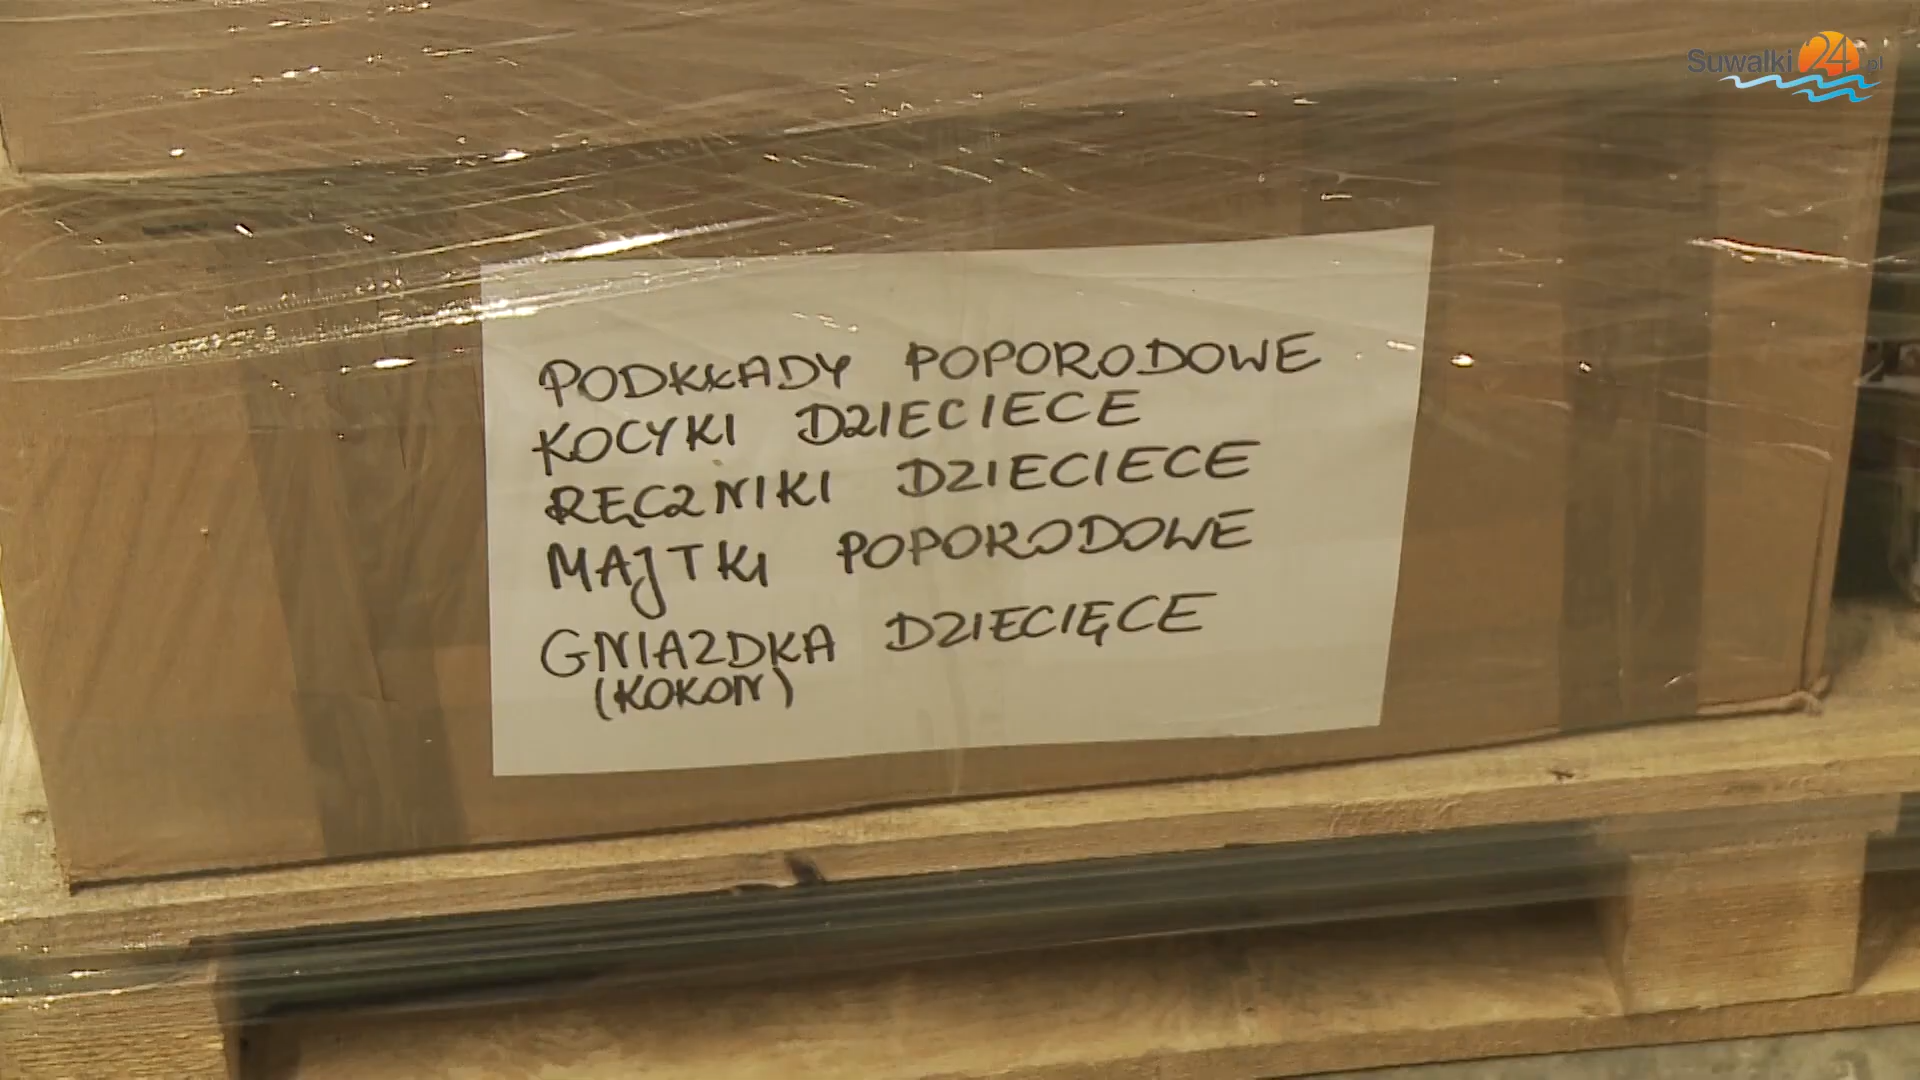 Suwalki24.pl
PODKŁADY POPORODOWE
KOCYKI DZIECIECE
RĘCZNIKI DZIECIECE
MAJTKI POPORODOWE
GNIAZDKA DZIECIĘCE
(KOKON)